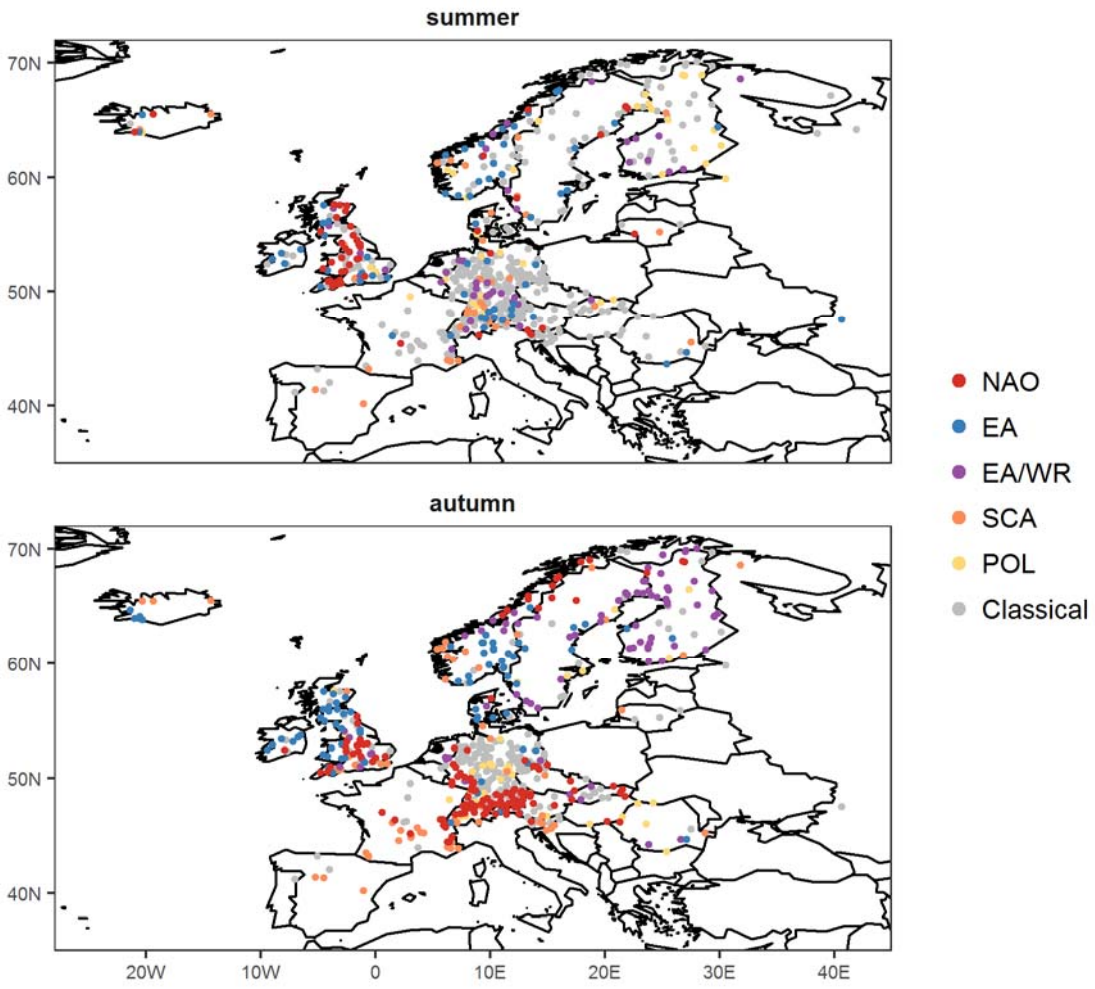 summer
70N
60N
50N
40N
autumn
70N
60N
50N
40N
20W 10W 0 10E 20E 30E 40E
NAO
EA
EA/WR
SCA
POL
Classical